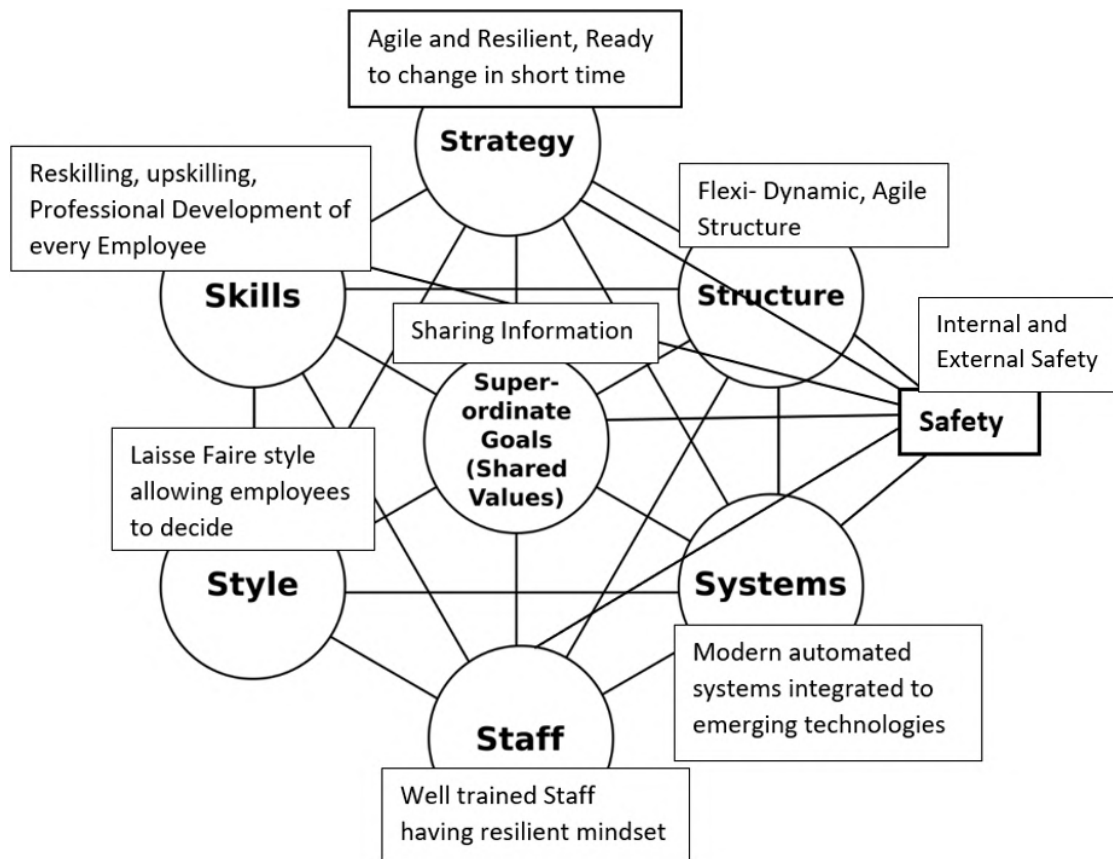 Agile and Resilient, Ready
to change in short time
Strategy
Reskilling, upskilling,
Professional Development of
every Employee
Skills
Flexi- Dynamic, Agile
Structure
Structure
Sharing Information
Super-
ordinate
Goals
(Shared
Values)
Internal and
External Safety
Safety
Laisse Faire style
allowing employees
to decide
Style
Systems
Modern automated
systems integrated to
emerging technologies
Staff
Well trained Staff
having resilient mindset